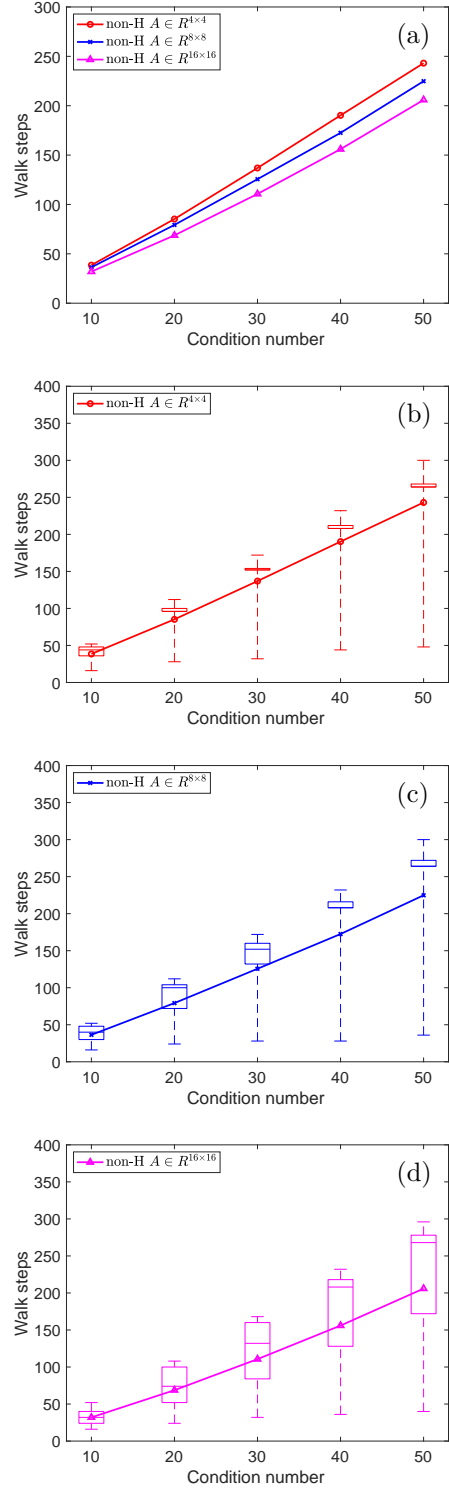 (a)
non-H A ∈ R^{4×4}
non-H A ∈ R^{8×8}
non-H A ∈ R^{16×16}
300
250
200
150
100
50
0
Walk steps
10 20 30 40 50
Condition number
(b)
non-H A ∈ R^{4×4}
400
350
300
250
200
150
100
50
0
Walk steps
10 20 30 40 50
Condition number
(c)
non-H A ∈ R^{8×8}
400
350
300
250
200
150
100
50
0
Walk steps
10 20 30 40 50
Condition number
(d)
non-H A ∈ R^{16×16}
400
350
300
250
200
150
100
50
0
Walk steps
10 20 30 40 50
Condition number